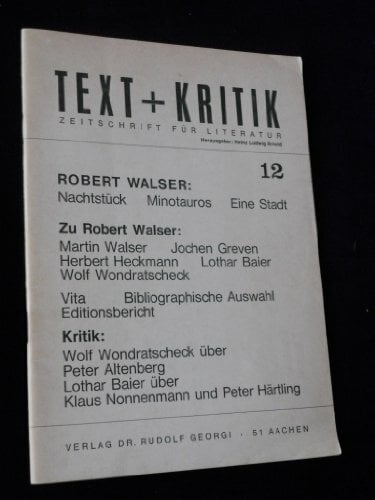 TEXT + KRITIK
ZEITSCHRIFT FÜR LITERATUR
Herausgeber: Heinz Ludwig Arnold
12
ROBERT WALSER:
Nachtstück Minotauros Eine Stadt
Zu Robert Walser:
Martin Walser Jochen Greven
Herbert Heckmann Lothar Baier
Wolf Wondratscheck
Vita Bibliographische Auswahl
Editionsbericht
Kritik:
Wolf Wondratscheck über
Peter Altenberg
Lothar Baier über
Klaus Nonnenmann und Peter Härtling
VERLAG DR. RUDOLF GEORGI · 51 AACHEN